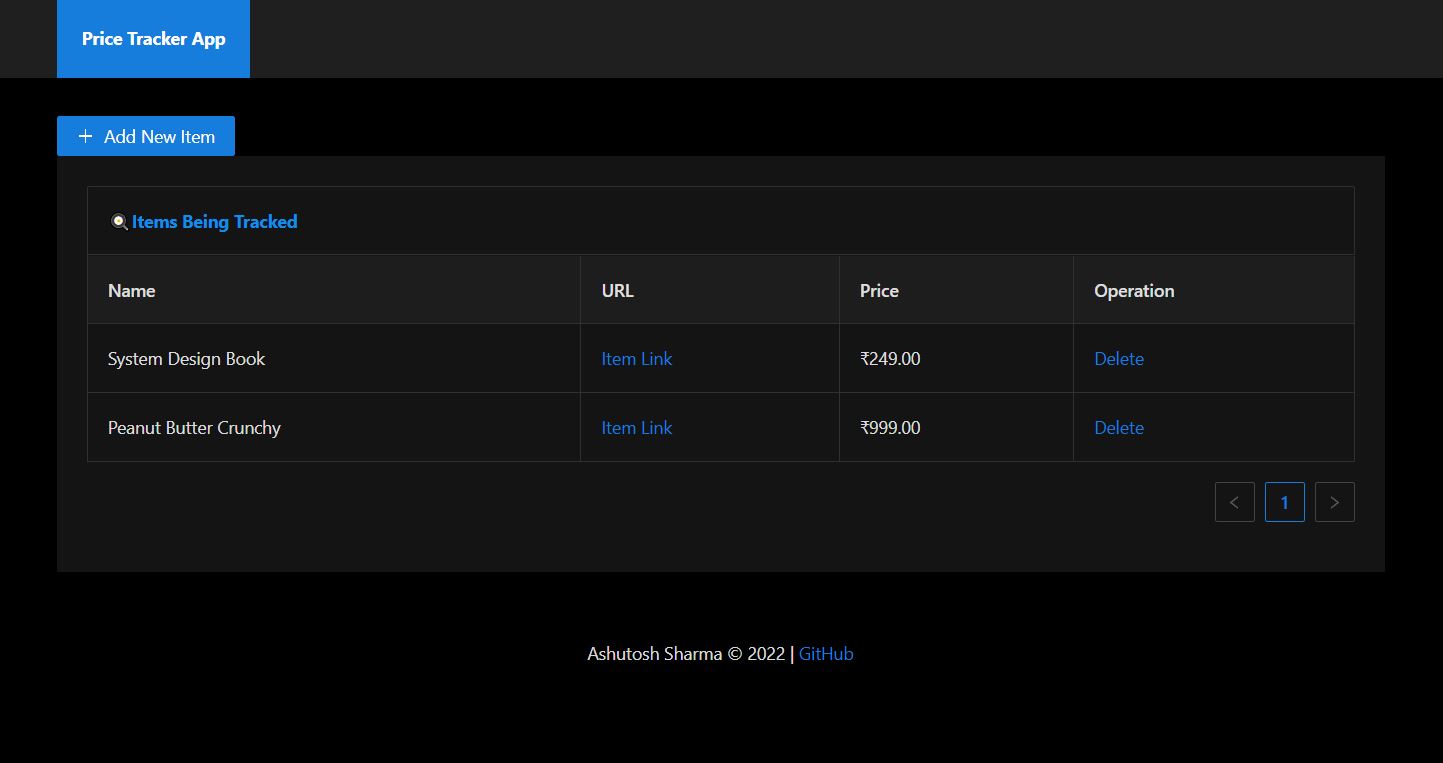 Price Tracker App
+ Add New Item
Items Being Tracked
Name URL Price Operation
System Design Book Item Link ₹249.00 Delete
Peanut Butter Crunchy Item Link ₹999.00 Delete
< 1 >
Ashutosh Sharma © 2022 | GitHub